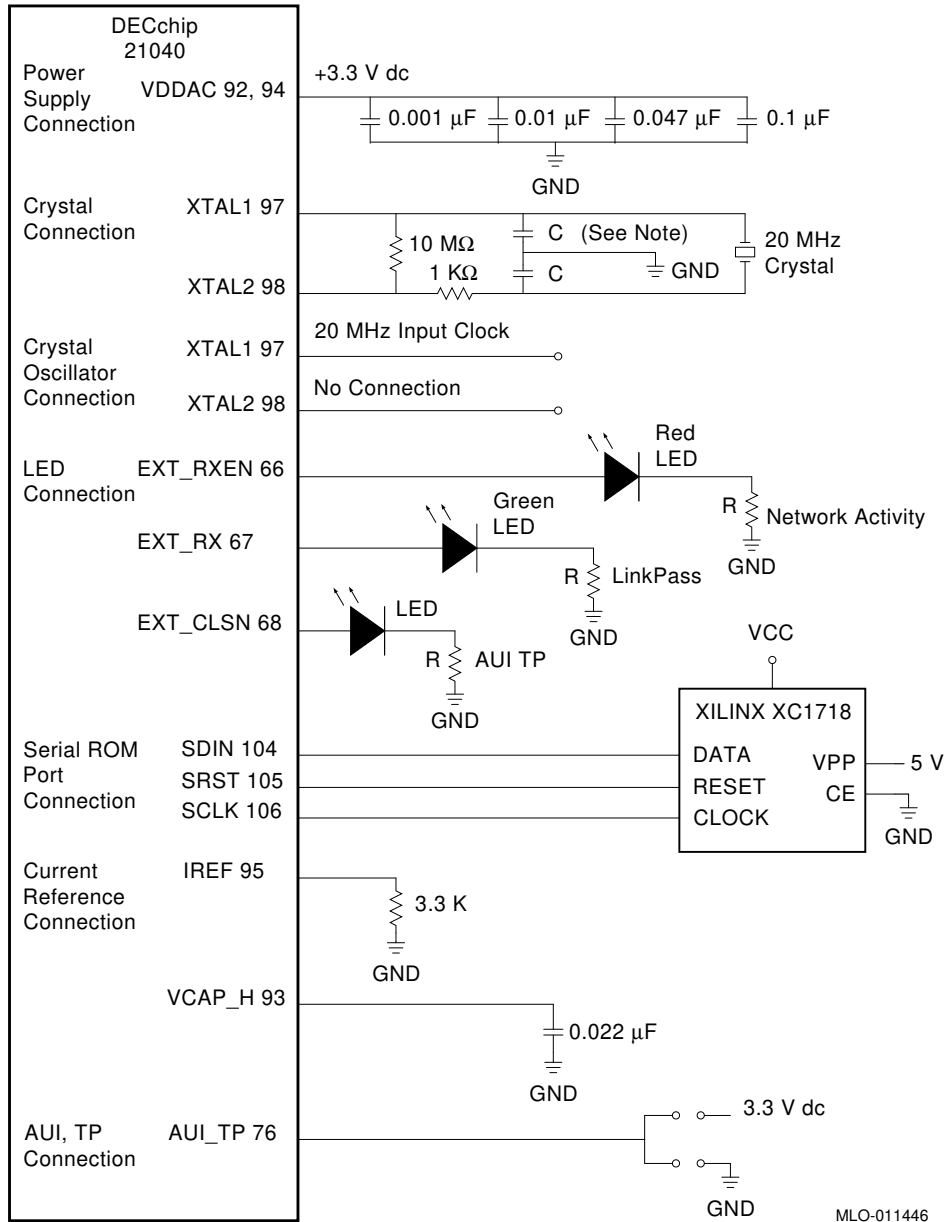 DECchip
21040
Power
Supply
Connection
VDDAC 92, 94
+3.3 V dc
0.001 µF
0.01 µF
0.047 µF
0.1 µF
GND
Crystal
Connection
XTAL1 97
XTAL2 98
10 MΩ
1 KΩ
C (See Note)
C
GND
20 MHz
Crystal
Crystal
Oscillator
Connection
XTAL1 97
20 MHz Input Clock
XTAL2 98
No Connection
LED
Connection
EXT_RXEN 66
Red
LED
R
Network Activity
GND
EXT_RX 67
Green
LED
R
LinkPass
GND
EXT_CLSN 68
LED
R
AUI TP
GND
VCC
XILINX XC1718
DATA
RESET
CLOCK
VPP
5 V
CE
GND
Serial ROM
Port
Connection
SDIN 104
SRST 105
SCLK 106
Current
Reference
Connection
IREF 95
3.3 K
GND
VCAP_H 93
0.022 µF
GND
AUI, TP
Connection
AUI_TP 76
3.3 V dc
GND
MLO-011446